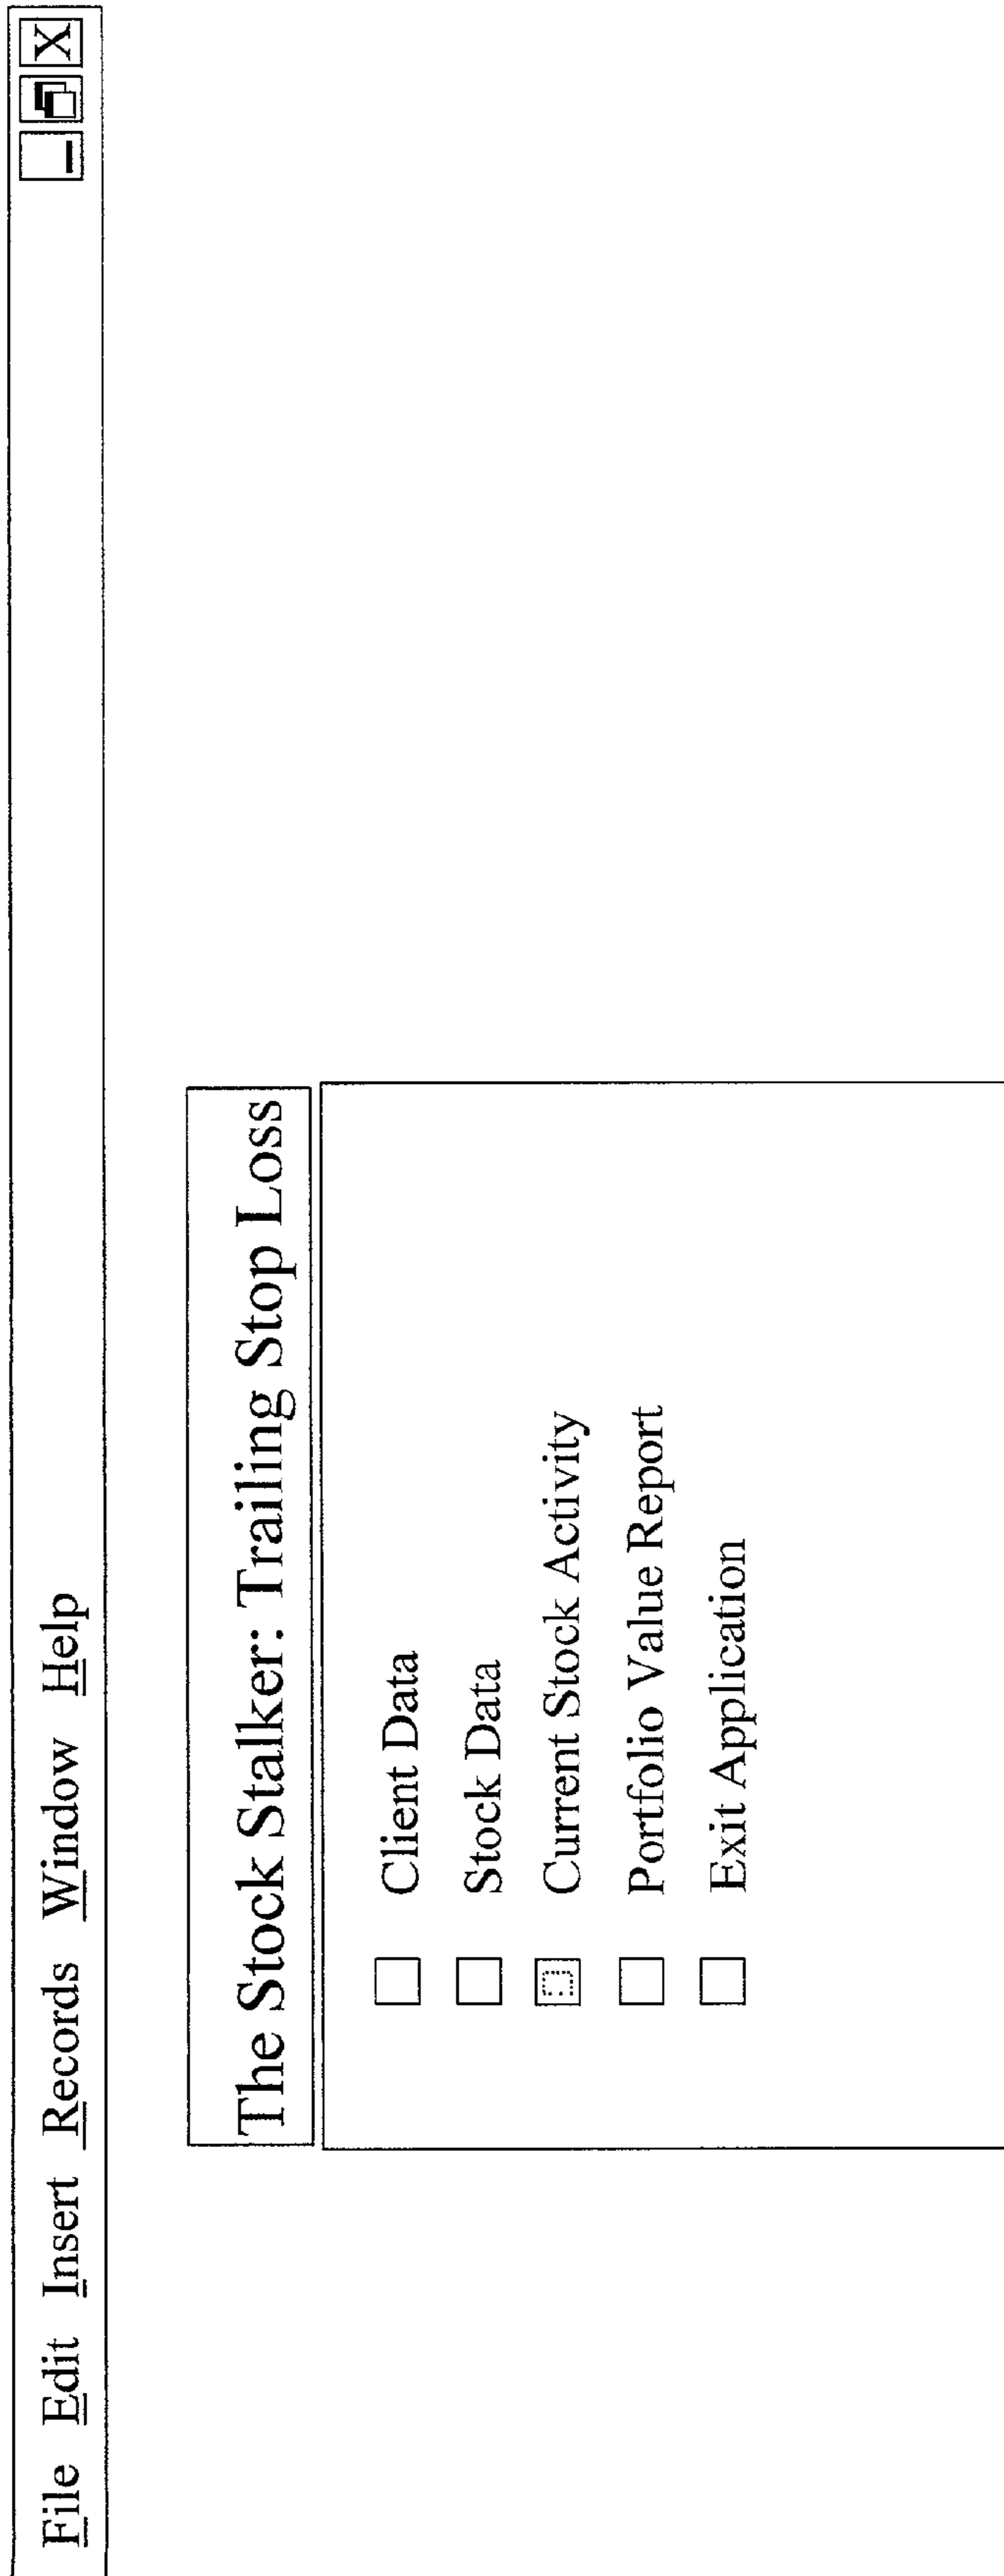 File Edit Insert Records Window Help
The Stock Stalker: Trailing Stop Loss
Client Data
Stock Data
Current Stock Activity
Portfolio Value Report
Exit Application